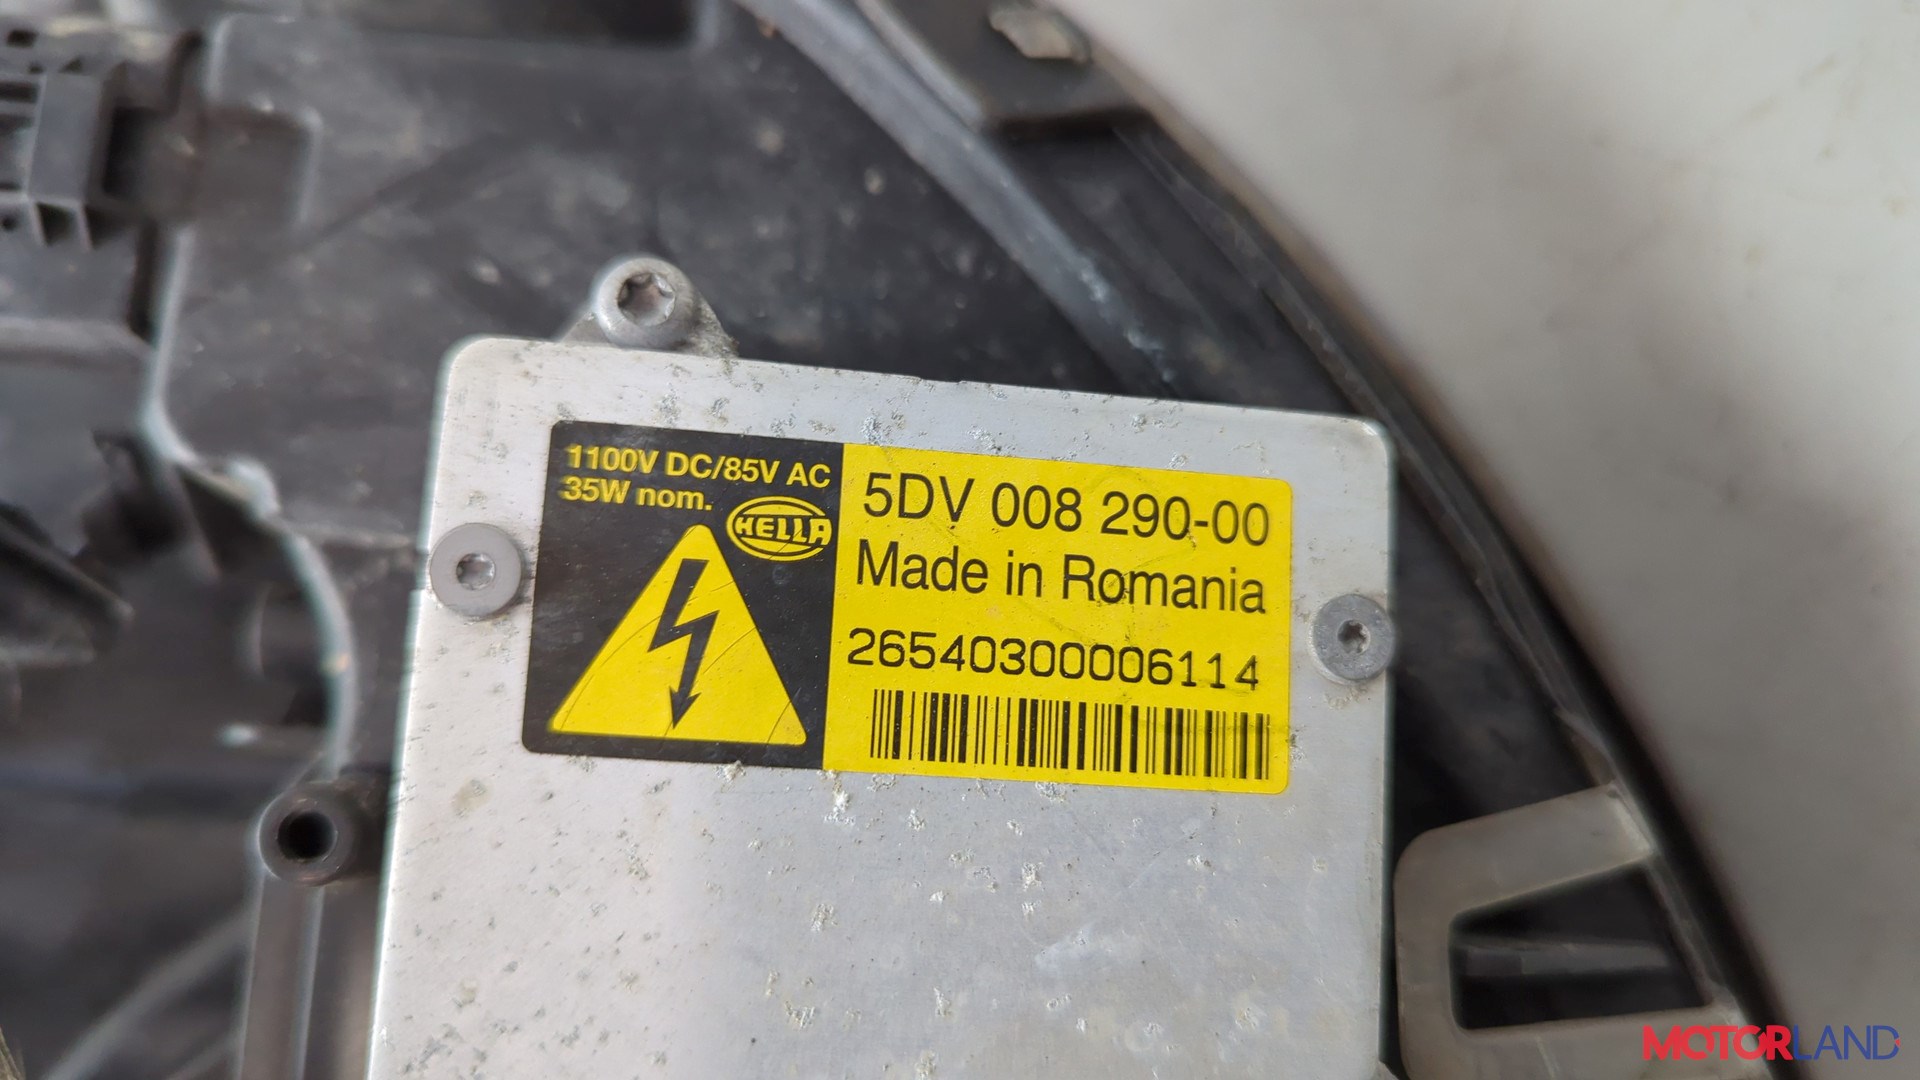 1100V DC/85V AC
35W nom.
HELLA
5DV 008 290-00
Made in Romania
26540300006114
MOTORLAND